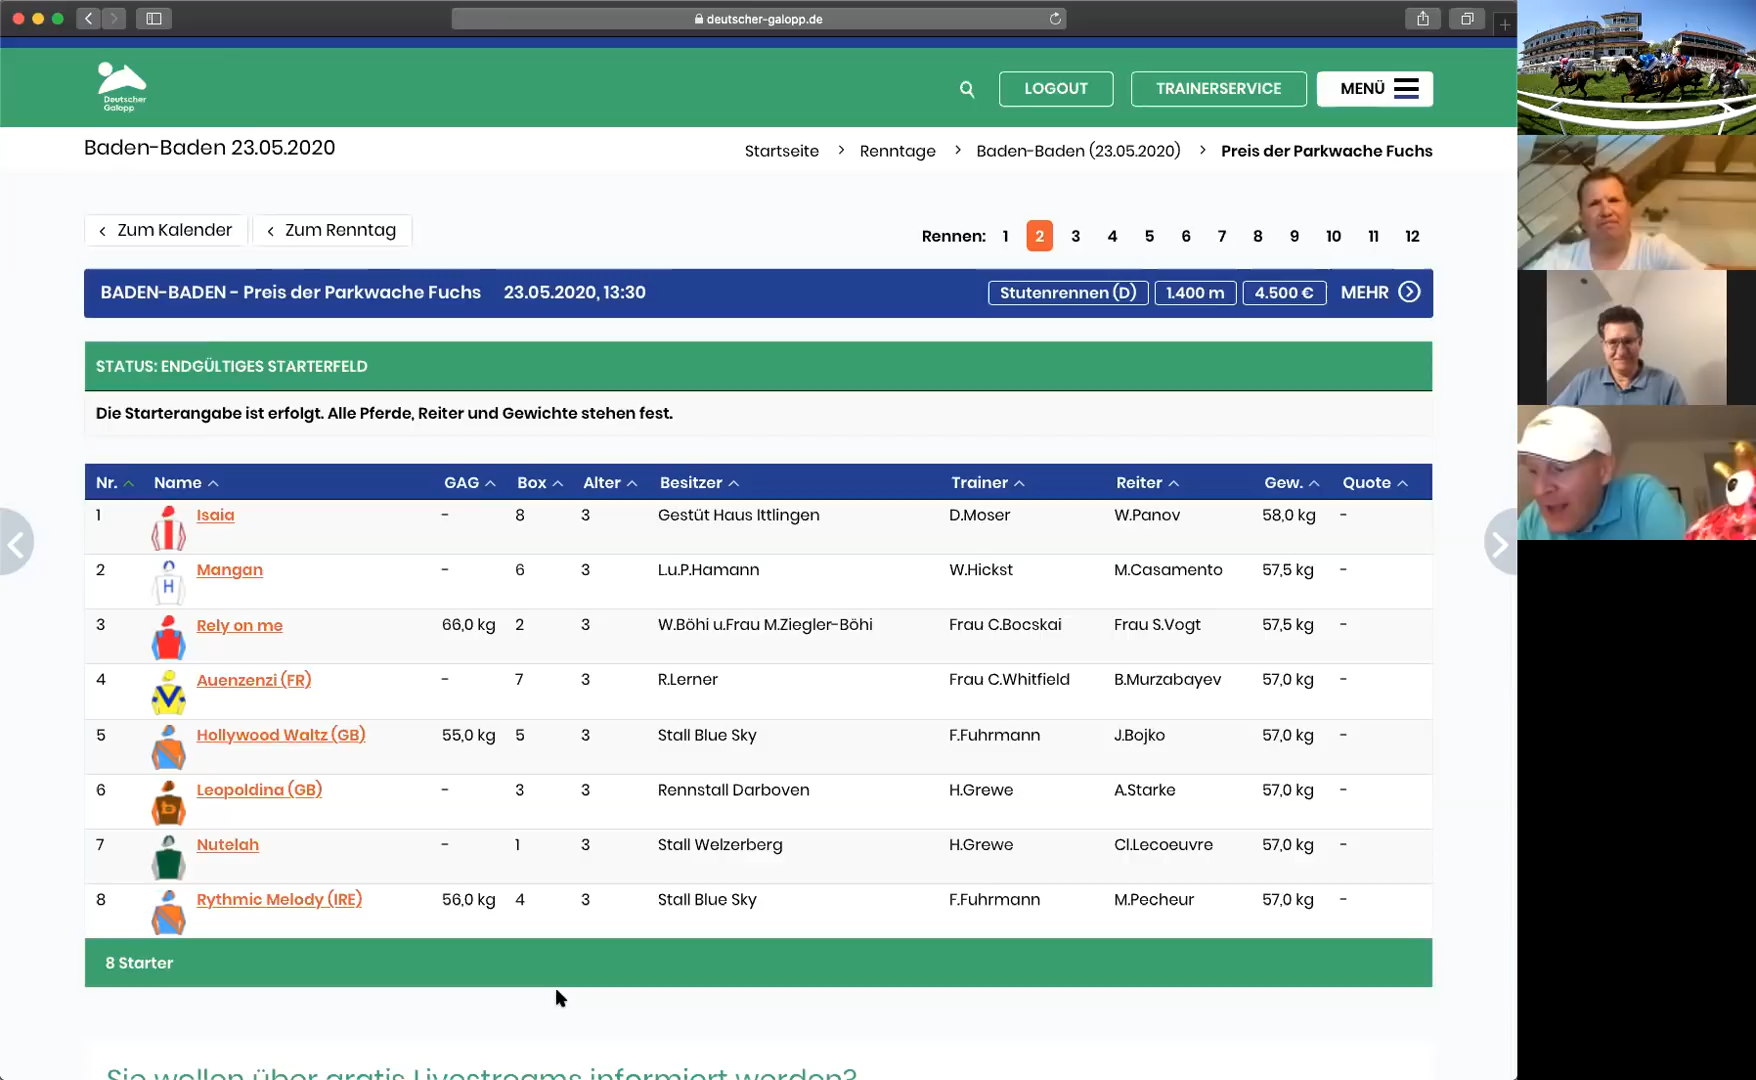 deutscher-galopp.de
Deutscher
Galopp
LOGOUT
TRAINERSERVICE
MENÜ
Baden-Baden 23.05.2020
Startseite > Renntage > Baden-Baden (23.05.2020) > Preis der Parkwache Fuchs
Zum Kalender
Zum Renntag
Rennen: 1 2 3 4 5 6 7 8 9 10 11 12
BADEN-BADEN - Preis der Parkwache Fuchs 23.05.2020, 13:30 Stutenrennen (D) 1.400 m 4.500 € MEHR
STATUS: ENDGÜLTIGES STARTERFELD
Die Starterangabe ist erfolgt. Alle Pferde, Reiter und Gewichte stehen fest.
Nr. Name GAG Box Alter Besitzer Trainer Reiter Gew. Quote
1 Isaia - 8 3 Gestüt Haus Ittlingen D.Moser W.Panov 58,0 kg -
2 H Mangan - 6 3 L.u.P.Hamann W.Hickst M.Casamento 57,5 kg -
3 Rely on me 66,0 kg 2 3 W.Böhi u.Frau M.Ziegler-Böhi Frau C.Bocskai Frau S.Vogt 57,5 kg -
4 Auenzenzi (FR) - 7 3 R.Lerner Frau C.Whitfield B.Murzabayev 57,0 kg -
5 Hollywood Waltz (GB) 55,0 kg 5 3 Stall Blue Sky F.Fuhrmann J.Bojko 57,0 kg -
6 b Leopoldina (GB) - 3 3 Rennstall Darboven H.Grewe A.Starke 57,0 kg -
7 Nutelah - 1 3 Stall Welzerberg H.Grewe Cl.Lecoeuvre 57,0 kg -
8 Rythmic Melody (IRE) 56,0 kg 4 3 Stall Blue Sky F.Fuhrmann M.Pecheur 57,0 kg -
8 Starter
Sie wollen über gratis Livestreams informiert werden?